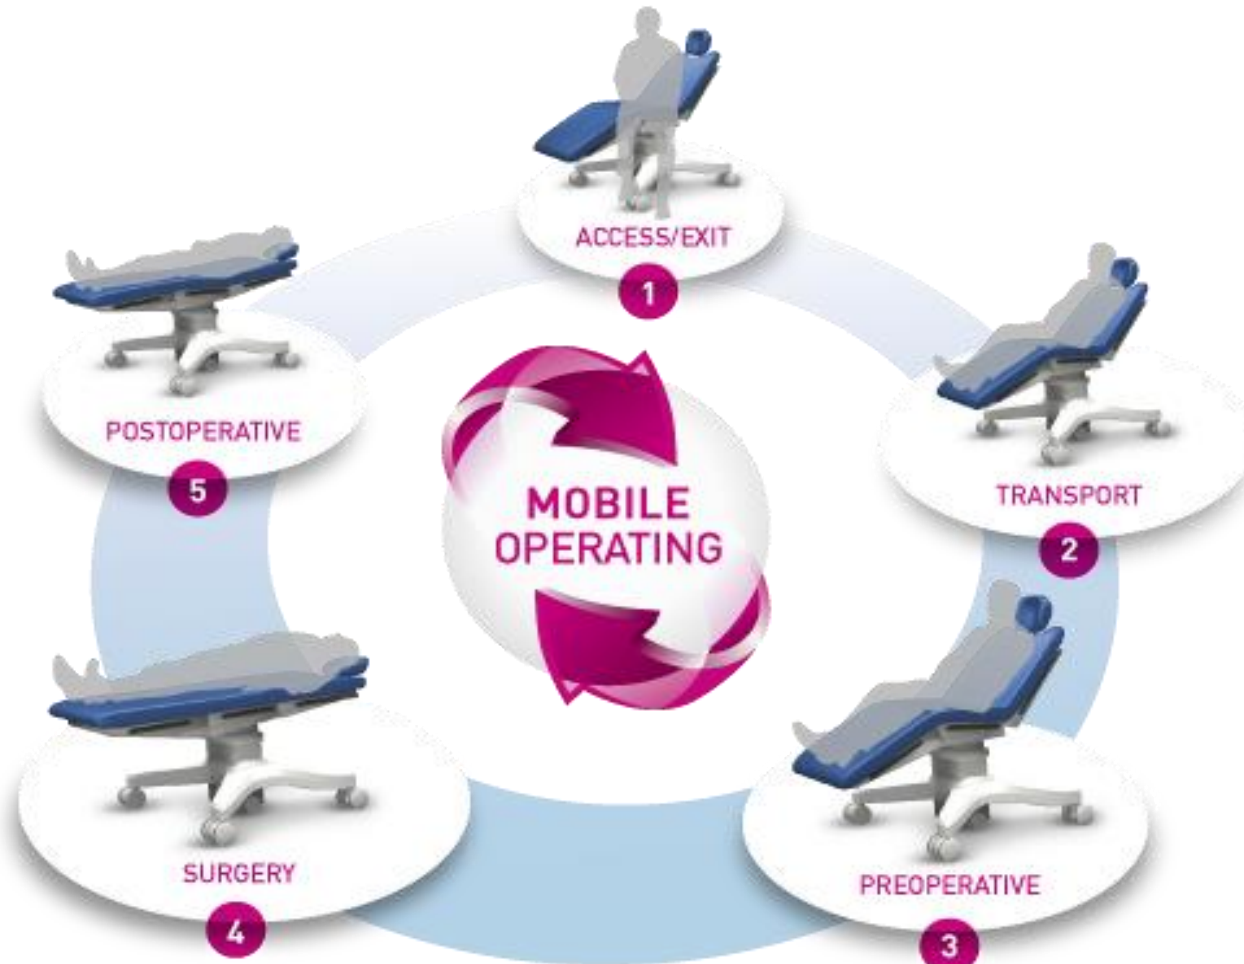 ACCESS/EXIT
1
TRANSPORT
2
PREOPERATIVE
3
SURGERY
4
POSTOPERATIVE
5
MOBILE
OPERATING